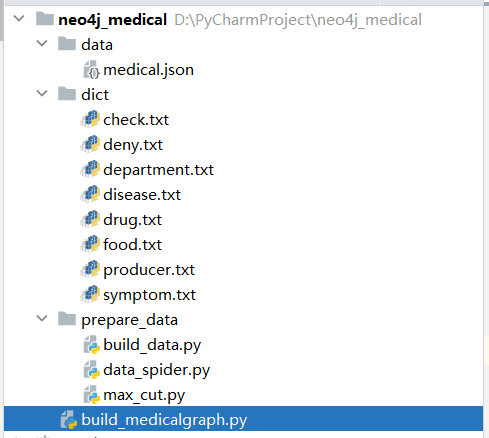 neo4j_medical D:\PyCharmProject\neo4j_medical
data
medical.json
dict
check.txt
deny.txt
department.txt
disease.txt
drug.txt
food.txt
producer.txt
symptom.txt
prepare_data
build_data.py
data_spider.py
max_cut.py
build_medicalgraph.py